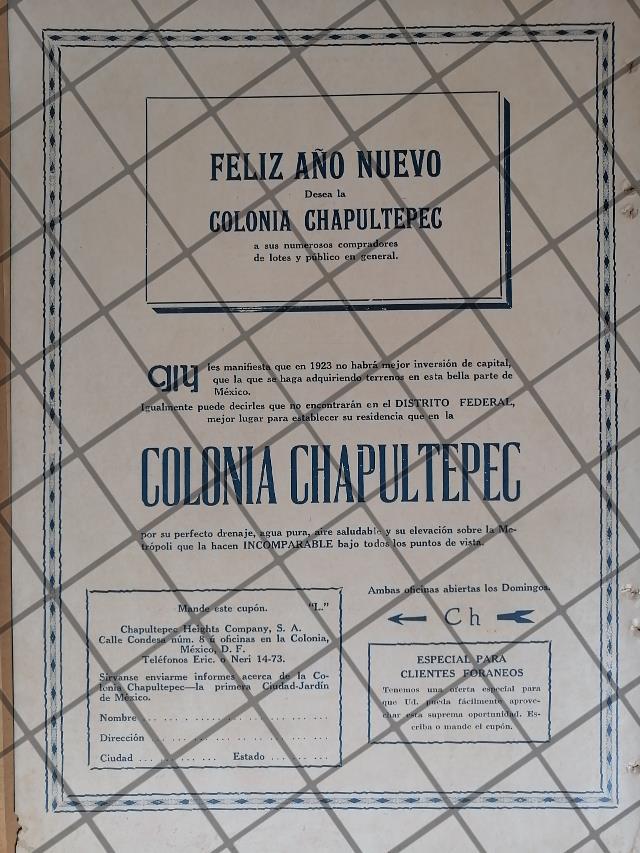 FELIZ AÑO NUEVO
Desea la
COLONIA CHAPULTEPEC
a sus numerosos compradores
de lotes y público en general.
les manifiesta que en 1923 no habrá mejor inversión de capital,
que la que se haga adquiriendo terrenos en esta bella parte de
México.
Igualmente puede decirles que no encontrarán en el DISTRITO FEDERAL,
mejor lugar para establecer su residencia que en la
COLONIA CHAPULTEPEC
por su perfecto drenaje, agua pura, aire saludable y su elevación sobre la Me-
trópoli que la hacen INCOMPARABLE bajo todos los puntos de vista.
Mande este cupón. "L."
Chapultepec Heights Company, S. A.
Calle Condesa núm. 8 ú oficinas en la Colonia,
México, D. F.
Teléfonos Eric. o Neri 14-73.
Sírvanse enviarme informes acerca de la Co-
lonia Chapultepec—la primera Ciudad-Jardín
de México.
Nombre
Dirección
Ciudad Estado
Ambas oficinas abiertas los Domingos.
Ch
ESPECIAL PARA
CLIENTES FORANEOS
Tenemos una oferta especial para
que Ud. pueda fácilmente aprove-
char esta suprema oportunidad. Es-
criba o mande el cupón.